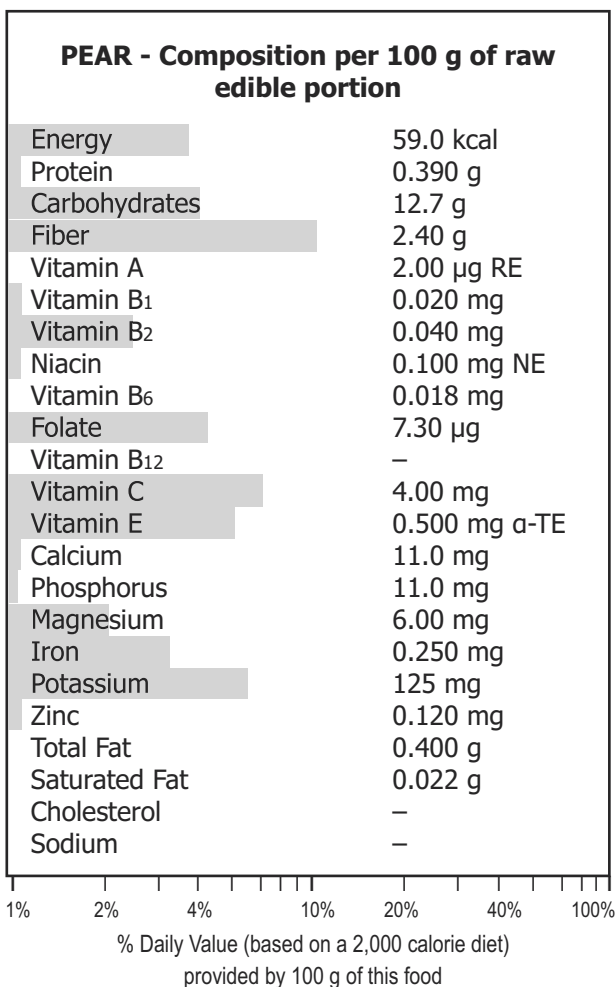 PEAR - Composition per 100 g of raw
edible portion
Energy 59.0 kcal
Protein 0.390 g
Carbohydrates 12.7 g
Fiber 2.40 g
Vitamin A 2.00 µg RE
Vitamin B1 0.020 mg
Vitamin B2 0.040 mg
Niacin 0.100 mg NE
Vitamin B6 0.018 mg
Folate 7.30 µg
Vitamin B12 –
Vitamin C 4.00 mg
Vitamin E 0.500 mg α-TE
Calcium 11.0 mg
Phosphorus 11.0 mg
Magnesium 6.00 mg
Iron 0.250 mg
Potassium 125 mg
Zinc 0.120 mg
Total Fat 0.400 g
Saturated Fat 0.022 g
Cholesterol –
Sodium –
1% 2% 4% 10% 20% 40% 100%
% Daily Value (based on a 2,000 calorie diet)
provided by 100 g of this food